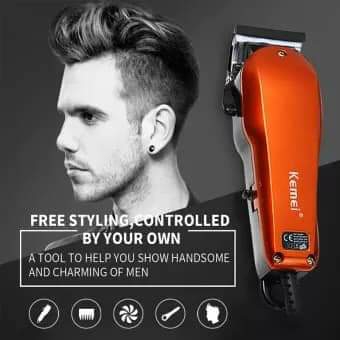 Kemei®
FREE STYLING,CONTROLLED
BY YOUR OWN
A TOOL TO HELP YOU SHOW HANDSOME
AND CHARMING OF MEN